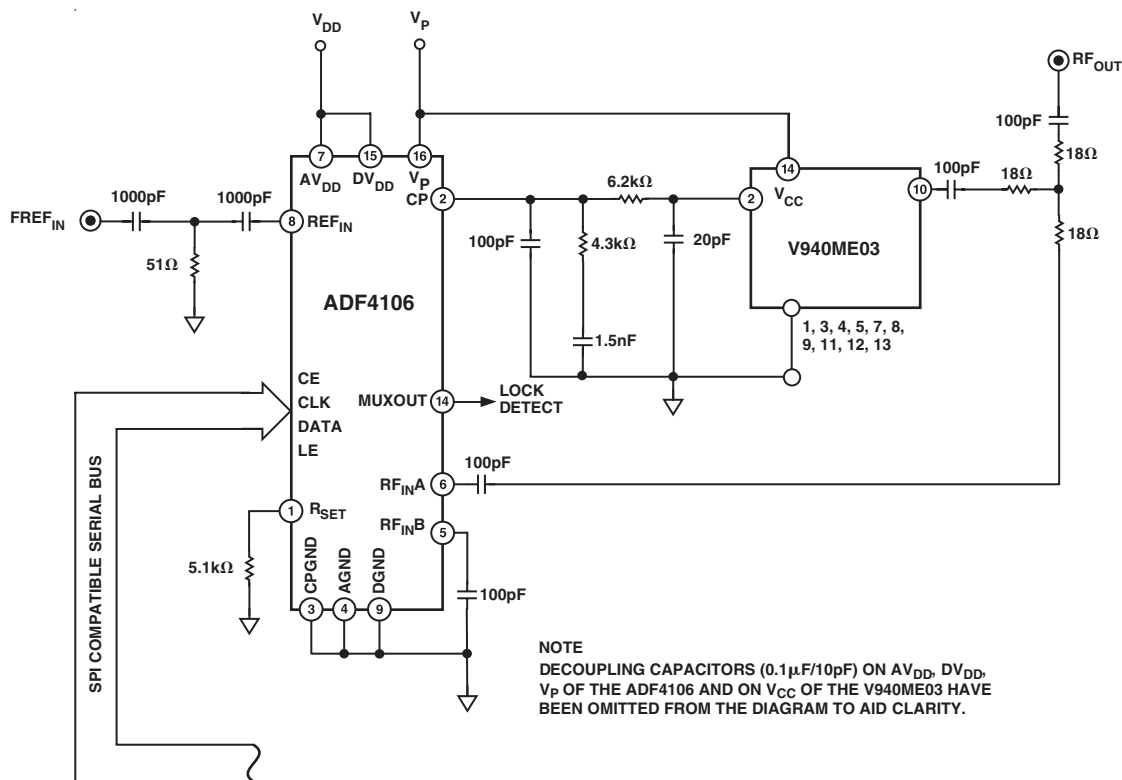 V_DD
V_P
RF_OUT
100pF
18Ω
7
15
16
AV_DD
DV_DD
V_P
14
V_CC
100pF
18Ω
1000pF
1000pF
CP
2
6.2kΩ
2
10
FREF_IN
8
REF_IN
18Ω
100pF
4.3kΩ
20pF
V940ME03
51Ω
ADF4106
1, 3, 4, 5, 7, 8,
9, 11, 12, 13
1.5nF
CE
CLK
DATA
LE
MUXOUT
14
LOCK
DETECT
100pF
RF_INA
6
SPI COMPATIBLE SERIAL BUS
1
R_SET
RF_INB
5
5.1kΩ
CPGND
AGND
DGND
100pF
3
4
9
NOTE
DECOUPLING CAPACITORS (0.1µF/10pF) ON AV_DD, DV_DD,
V_P OF THE ADF4106 AND ON V_CC OF THE V940ME03 HAVE
BEEN OMITTED FROM THE DIAGRAM TO AID CLARITY.